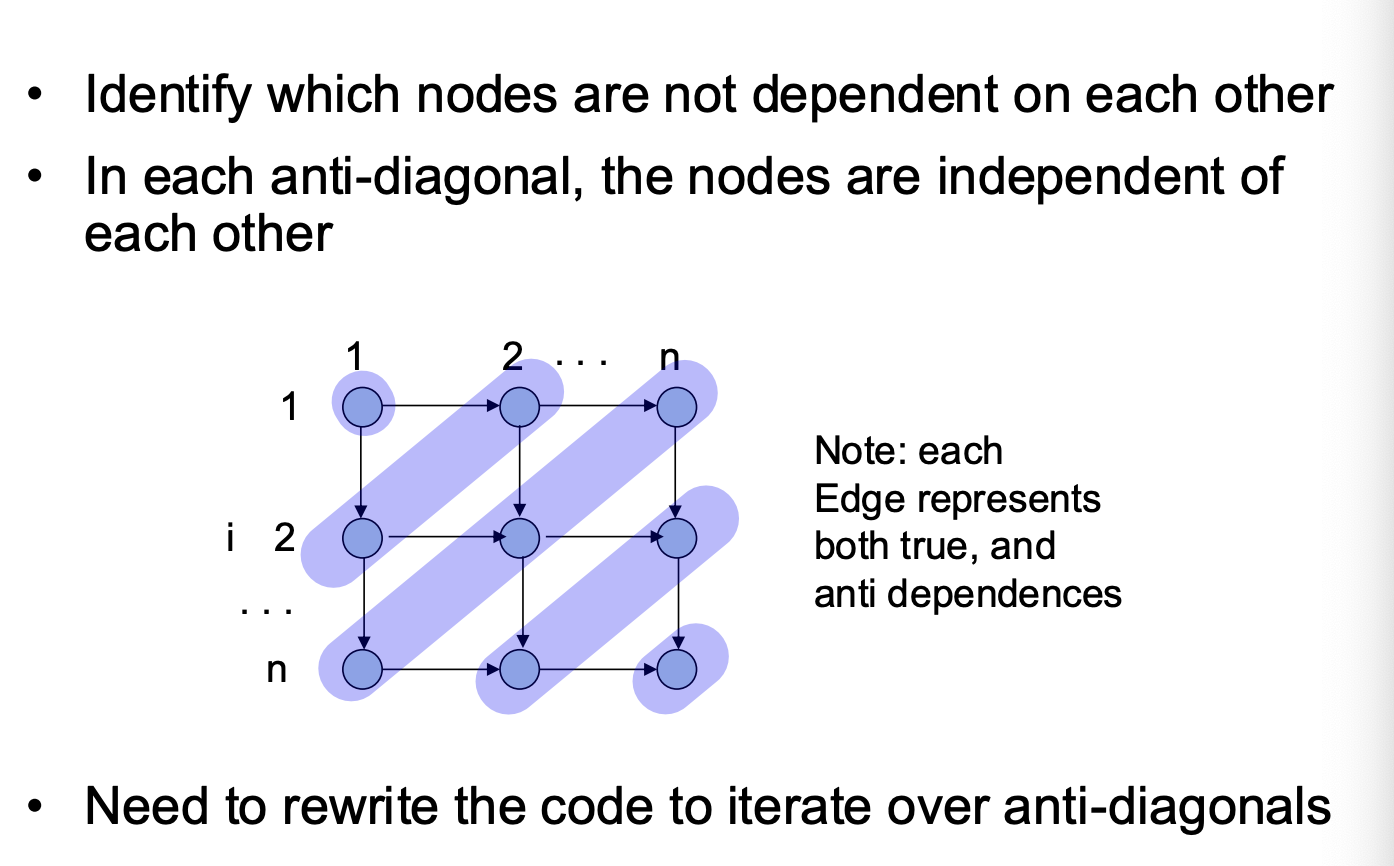 • Identify which nodes are not dependent on each other
• In each anti-diagonal, the nodes are independent of
each other
1 2 . . . n
1
i 2
. . .
n
Note: each
Edge represents
both true, and
anti dependences
• Need to rewrite the code to iterate over anti-diagonals